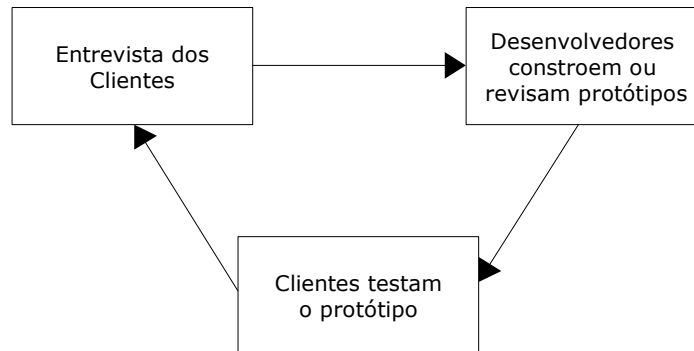 Entrevista dos
Clientes
Desenvolvedores
constroem ou
revisam protótipos
Clientes testam
o protótipo